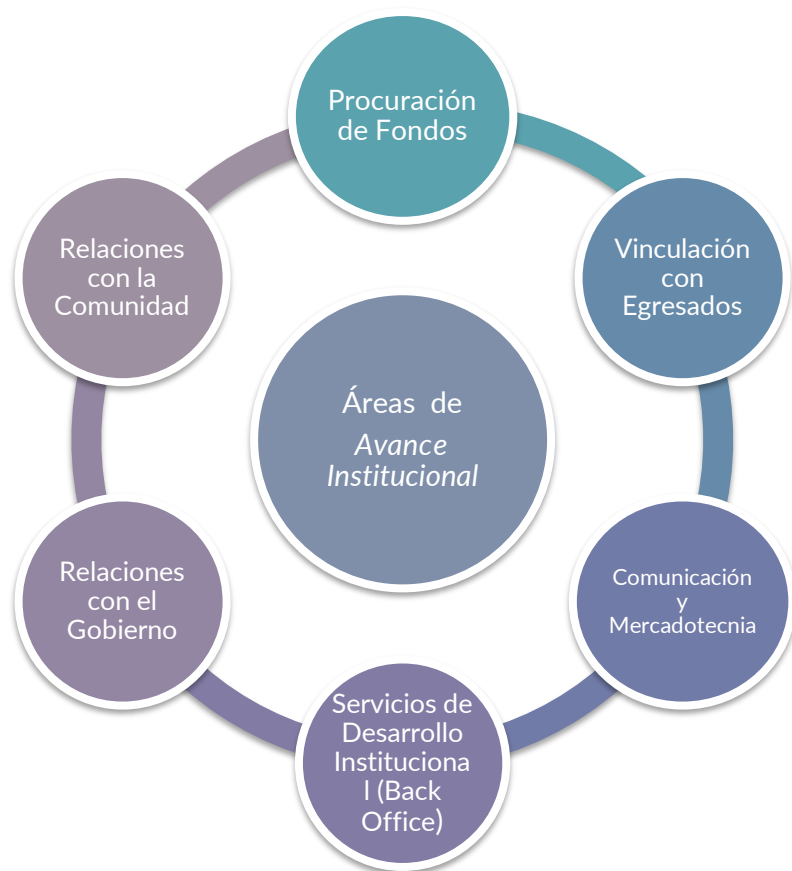 Procuración
de Fondos
Vinculación
con
Egresados
Comunicación
y
Mercadotecnia
Servicios de
Desarrollo
Instituciona
l (Back
Office)
Relaciones
con el
Gobierno
Relaciones
con la
Comunidad
Áreas de
Avance
Institucional